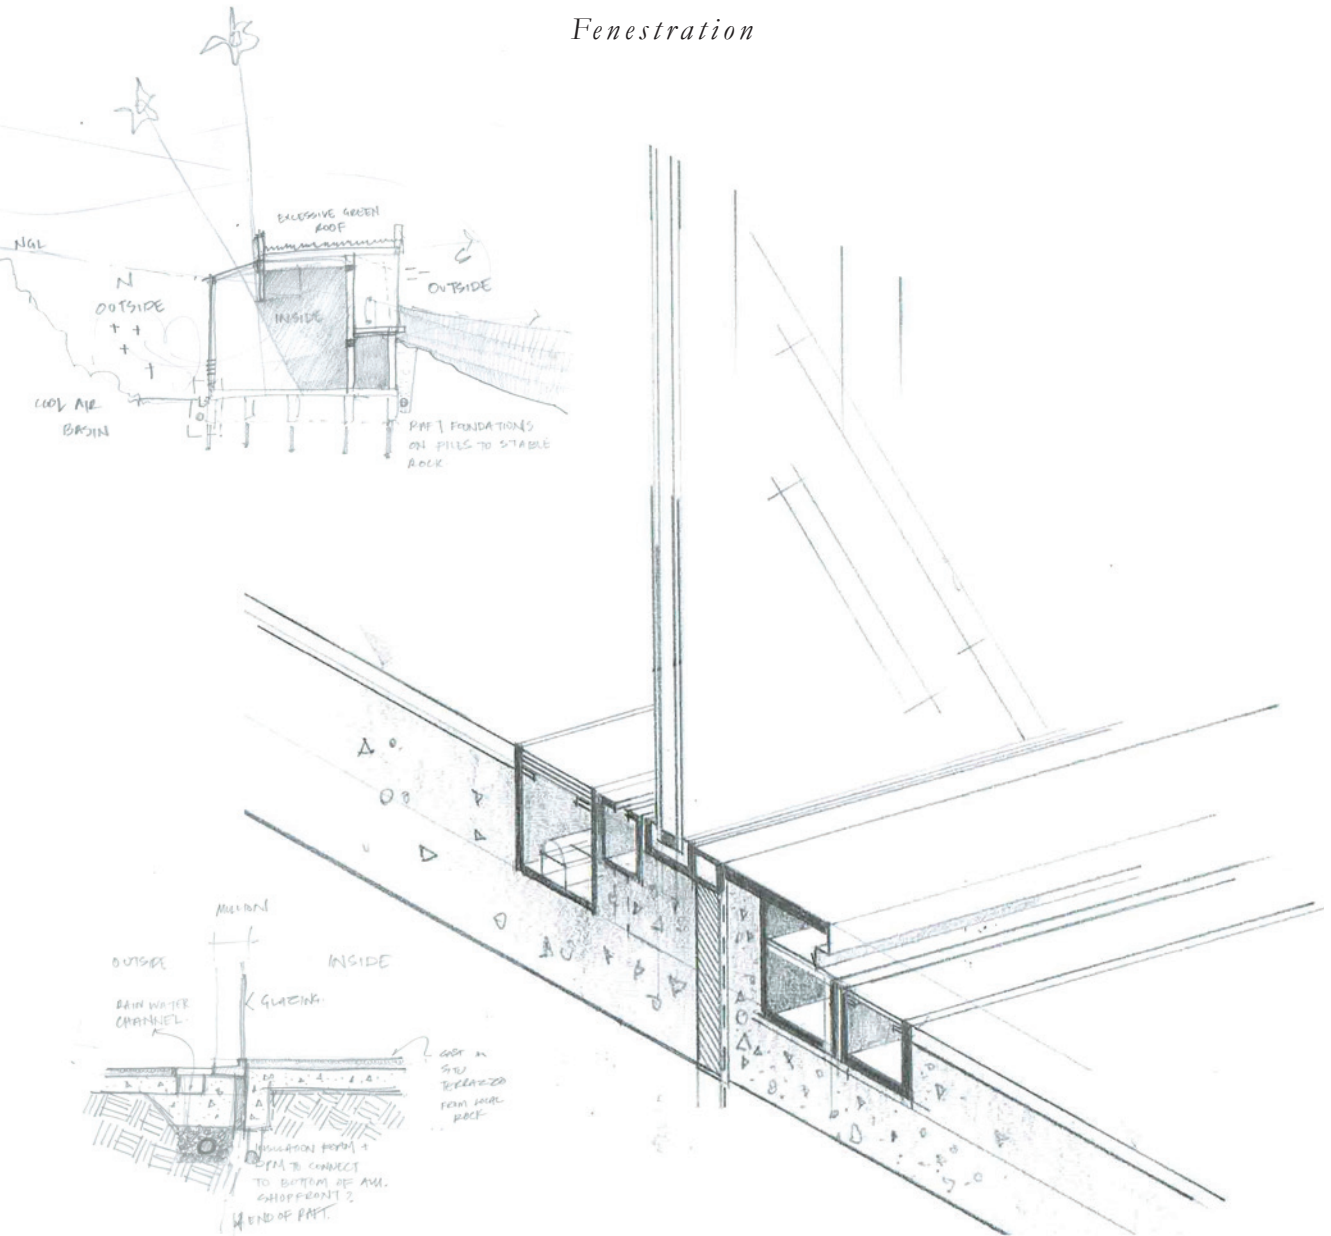 Fenestration
EXCESSIVE GREEN
ROOF
NGL
N
OUTSIDE
INSIDE
OUTSIDE
COOL AIR
BASIN
RAFT FOUNDATIONS
ON PILES TO STABLE
ROCK
MULLIONS
OUTSIDE
INSIDE
RAIN WATER
CHANNEL.
GLAZING.
CAST IN
SITU
TERRAZZO
FROM LOCAL
ROCK
INSULATION FOAM +
DPM TO CONNECT
TO BOTTOM OF ALU.
SHOPFRONT?
END OF RAFT.